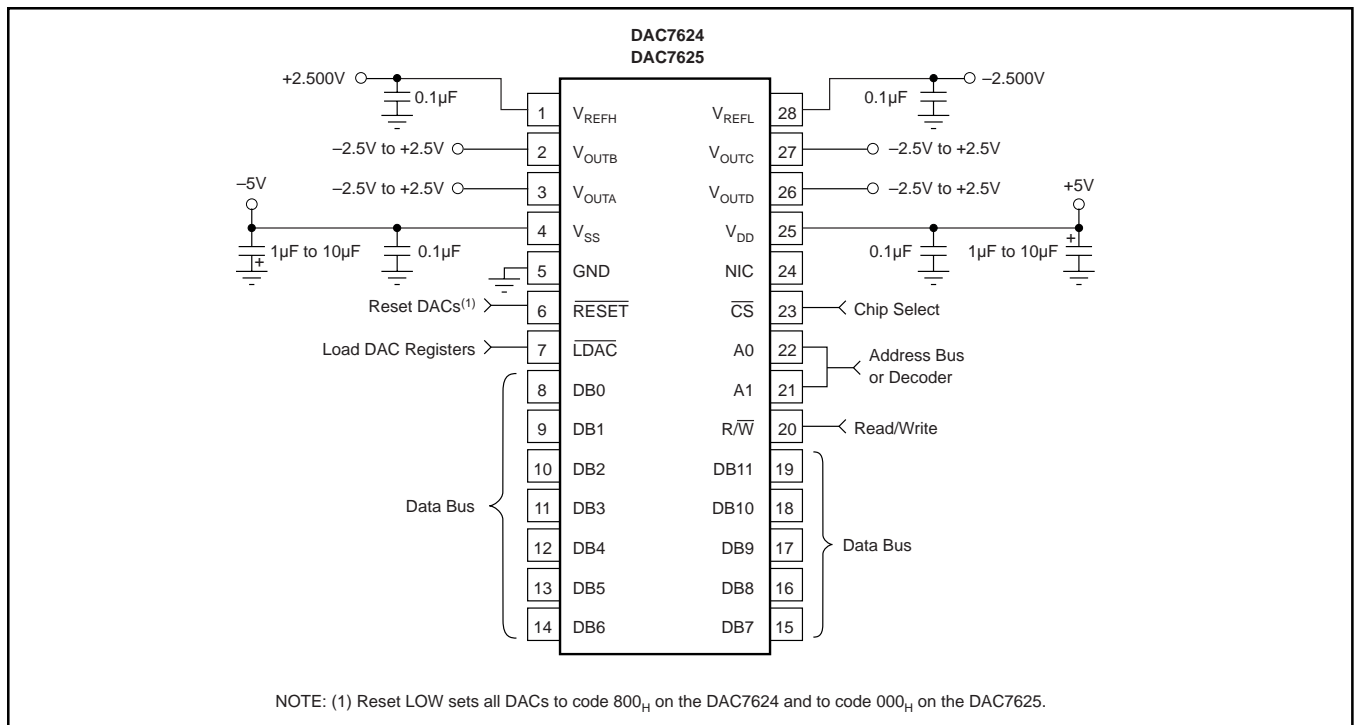 DAC7624
DAC7625
+2.500V
0.1µF
1
VREFH
VREFL
28
0.1µF
–2.500V
–2.5V to +2.5V
2
VOUTB
VOUTC
27
–2.5V to +2.5V
–2.5V to +2.5V
3
VOUTA
VOUTD
26
–2.5V to +2.5V
–5V
+5V
4
VSS
VDD
25
1µF to 10µF
+
0.1µF
0.1µF
1µF to 10µF
+
5
GND
NIC
24
Reset DACs(1)
6
RESET
CS
23
Chip Select
Load DAC Registers
7
LDAC
A0
22
Address Bus
or Decoder
8
DB0
A1
21
9
DB1
R/W
20
Read/Write
10
DB2
DB11
19
Data Bus
11
DB3
DB10
18
12
DB4
DB9
17
Data Bus
13
DB5
DB8
16
14
DB6
DB7
15
NOTE: (1) Reset LOW sets all DACs to code 800H on the DAC7624 and to code 000H on the DAC7625.